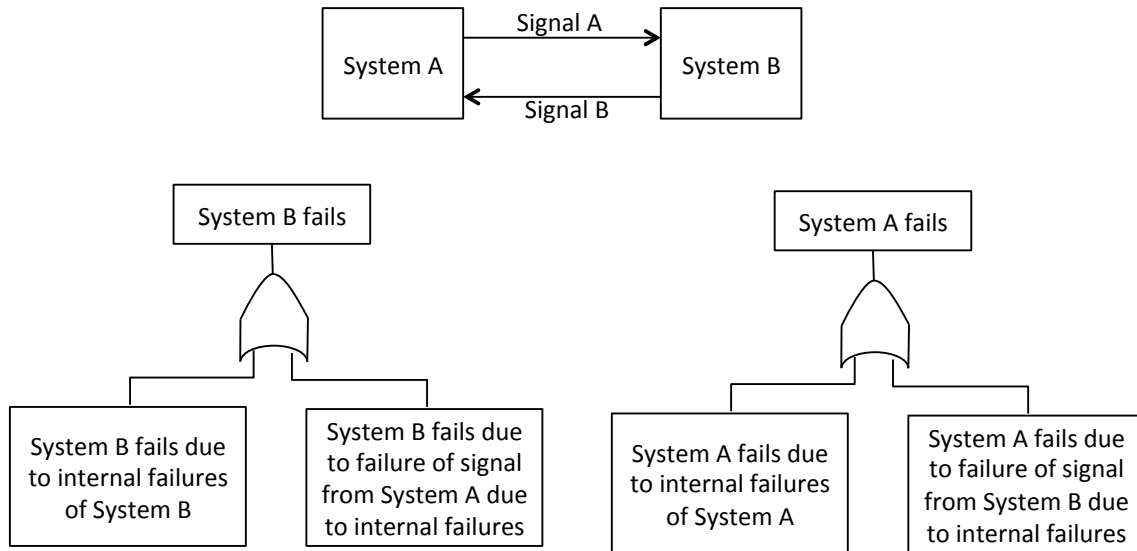 Signal A
System A
System B
Signal B
System B fails
System A fails
System B fails due
to internal failures
of System B
System B fails due
to failure of signal
from System A due
to internal failures
System A fails due
to internal failures
of System A
System A fails due
to failure of signal
from System B due
to internal failures